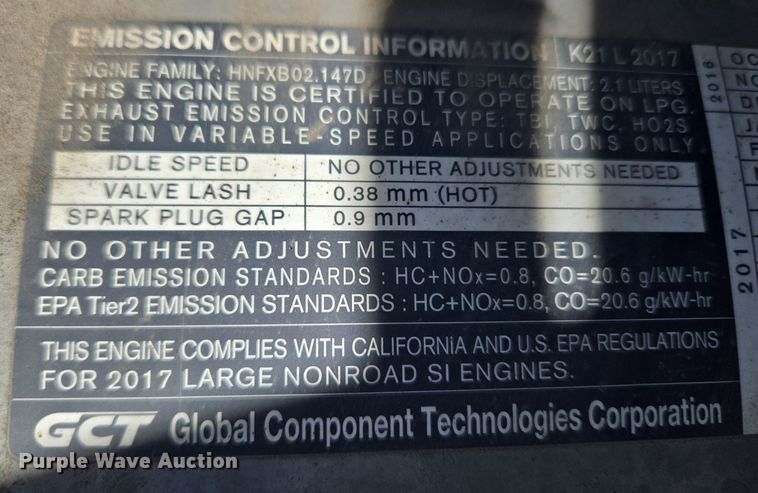 EMISSION CONTROL INFORMATION K21 L 2017
ENGINE FAMILY: HNFXB02.147D, ENGINE DISPLACEMENT: 2.1 LITERS
THIS ENGINE IS CERTIFIED TO OPERATE ON LPG.
EXHAUST EMISSION CONTROL TYPE: TBI, TWC, HO2S
USE IN VARIABLE-SPEED APPLICATIONS ONLY
IDLE SPEED NO OTHER ADJUSTMENTS NEEDED
VALVE LASH 0.38 mm (HOT)
SPARK PLUG GAP 0.9 mm
NO OTHER ADJUSTMENTS NEEDED.
CARB EMISSION STANDARDS : HC+NOx=0.8, CO=20.6 g/kW-hr
EPA Tier2 EMISSION STANDARDS : HC+NOx=0.8, CO=20.6 g/kW-hr
THIS ENGINE COMPLIES WITH CALIFORNIA AND U.S. EPA REGULATIONS
FOR 2017 LARGE NONROAD SI ENGINES.
GCT Global Component Technologies Corporation
2016
2017
Purple Wave Auction